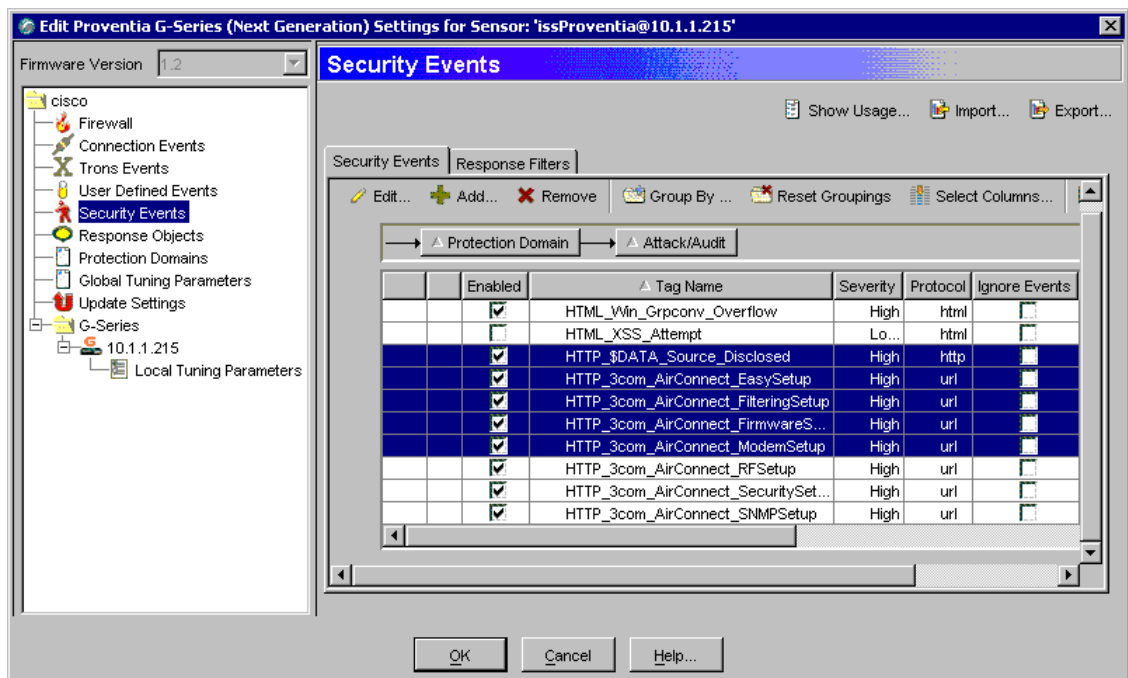 Edit Proventia G-Series (Next Generation) Settings for Sensor: 'issProventia@10.1.1.215'
Firmware Version 1.2
Security Events
cisco
Firewall
Connection Events
Trons Events
User Defined Events
Security Events
Response Objects
Protection Domains
Global Tuning Parameters
Update Settings
G-Series
10.1.1.215
Local Tuning Parameters
Show Usage... Import... Export...
Security Events Response Filters
Edit... Add... Remove Group By ... Reset Groupings Select Columns...
Protection Domain Attack/Audit
Enabled Tag Name Severity Protocol Ignore Events
HTML_Win_Grpconv_Overflow High html
HTML_XSS_Attempt Lo... html
HTTP_$DATA_Source_Disclosed High http
HTTP_3com_AirConnect_EasySetup High url
HTTP_3com_AirConnect_FilteringSetup High url
HTTP_3com_AirConnect_FirmwareS... High url
HTTP_3com_AirConnect_ModemSetup High url
HTTP_3com_AirConnect_RFSetup High url
HTTP_3com_AirConnect_SecuritySet... High url
HTTP_3com_AirConnect_SNMPSetup High url
OK Cancel Help...